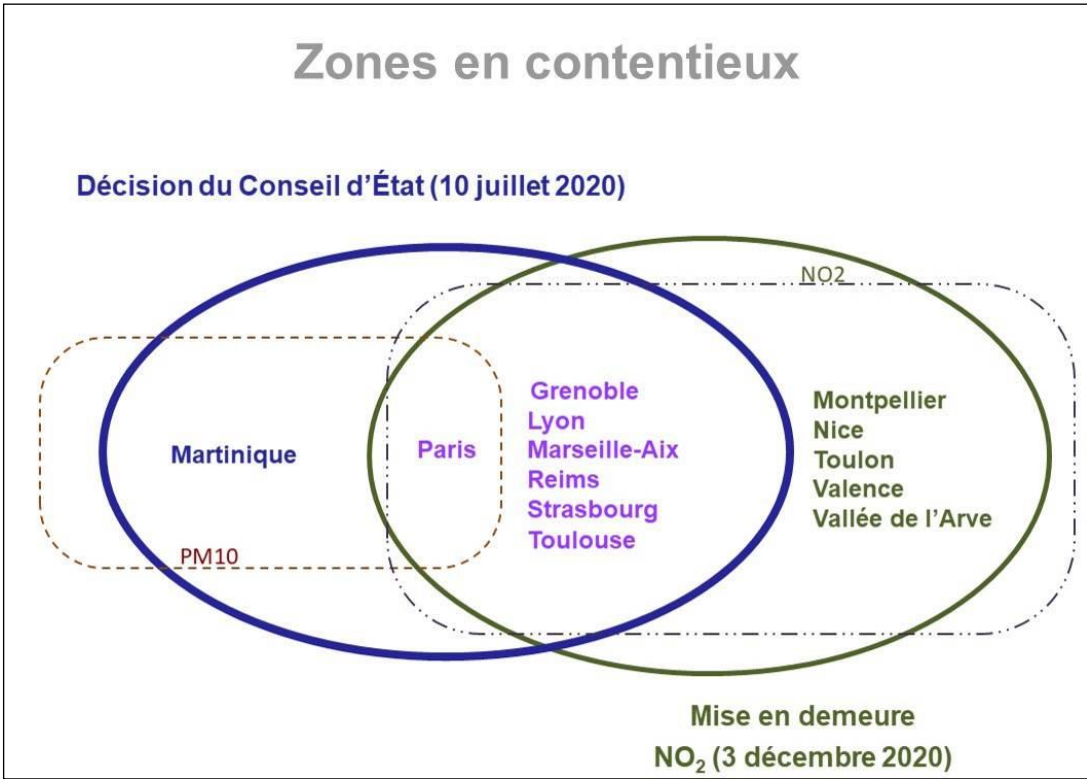 Zones en contentieux
Décision du Conseil d’État (10 juillet 2020)
NO2
Martinique
Paris
Grenoble
Lyon
Marseille-Aix
Reims
Strasbourg
Toulouse
Montpellier
Nice
Toulon
Valence
Vallée de l’Arve
PM10
Mise en demeure
NO₂ (3 décembre 2020)